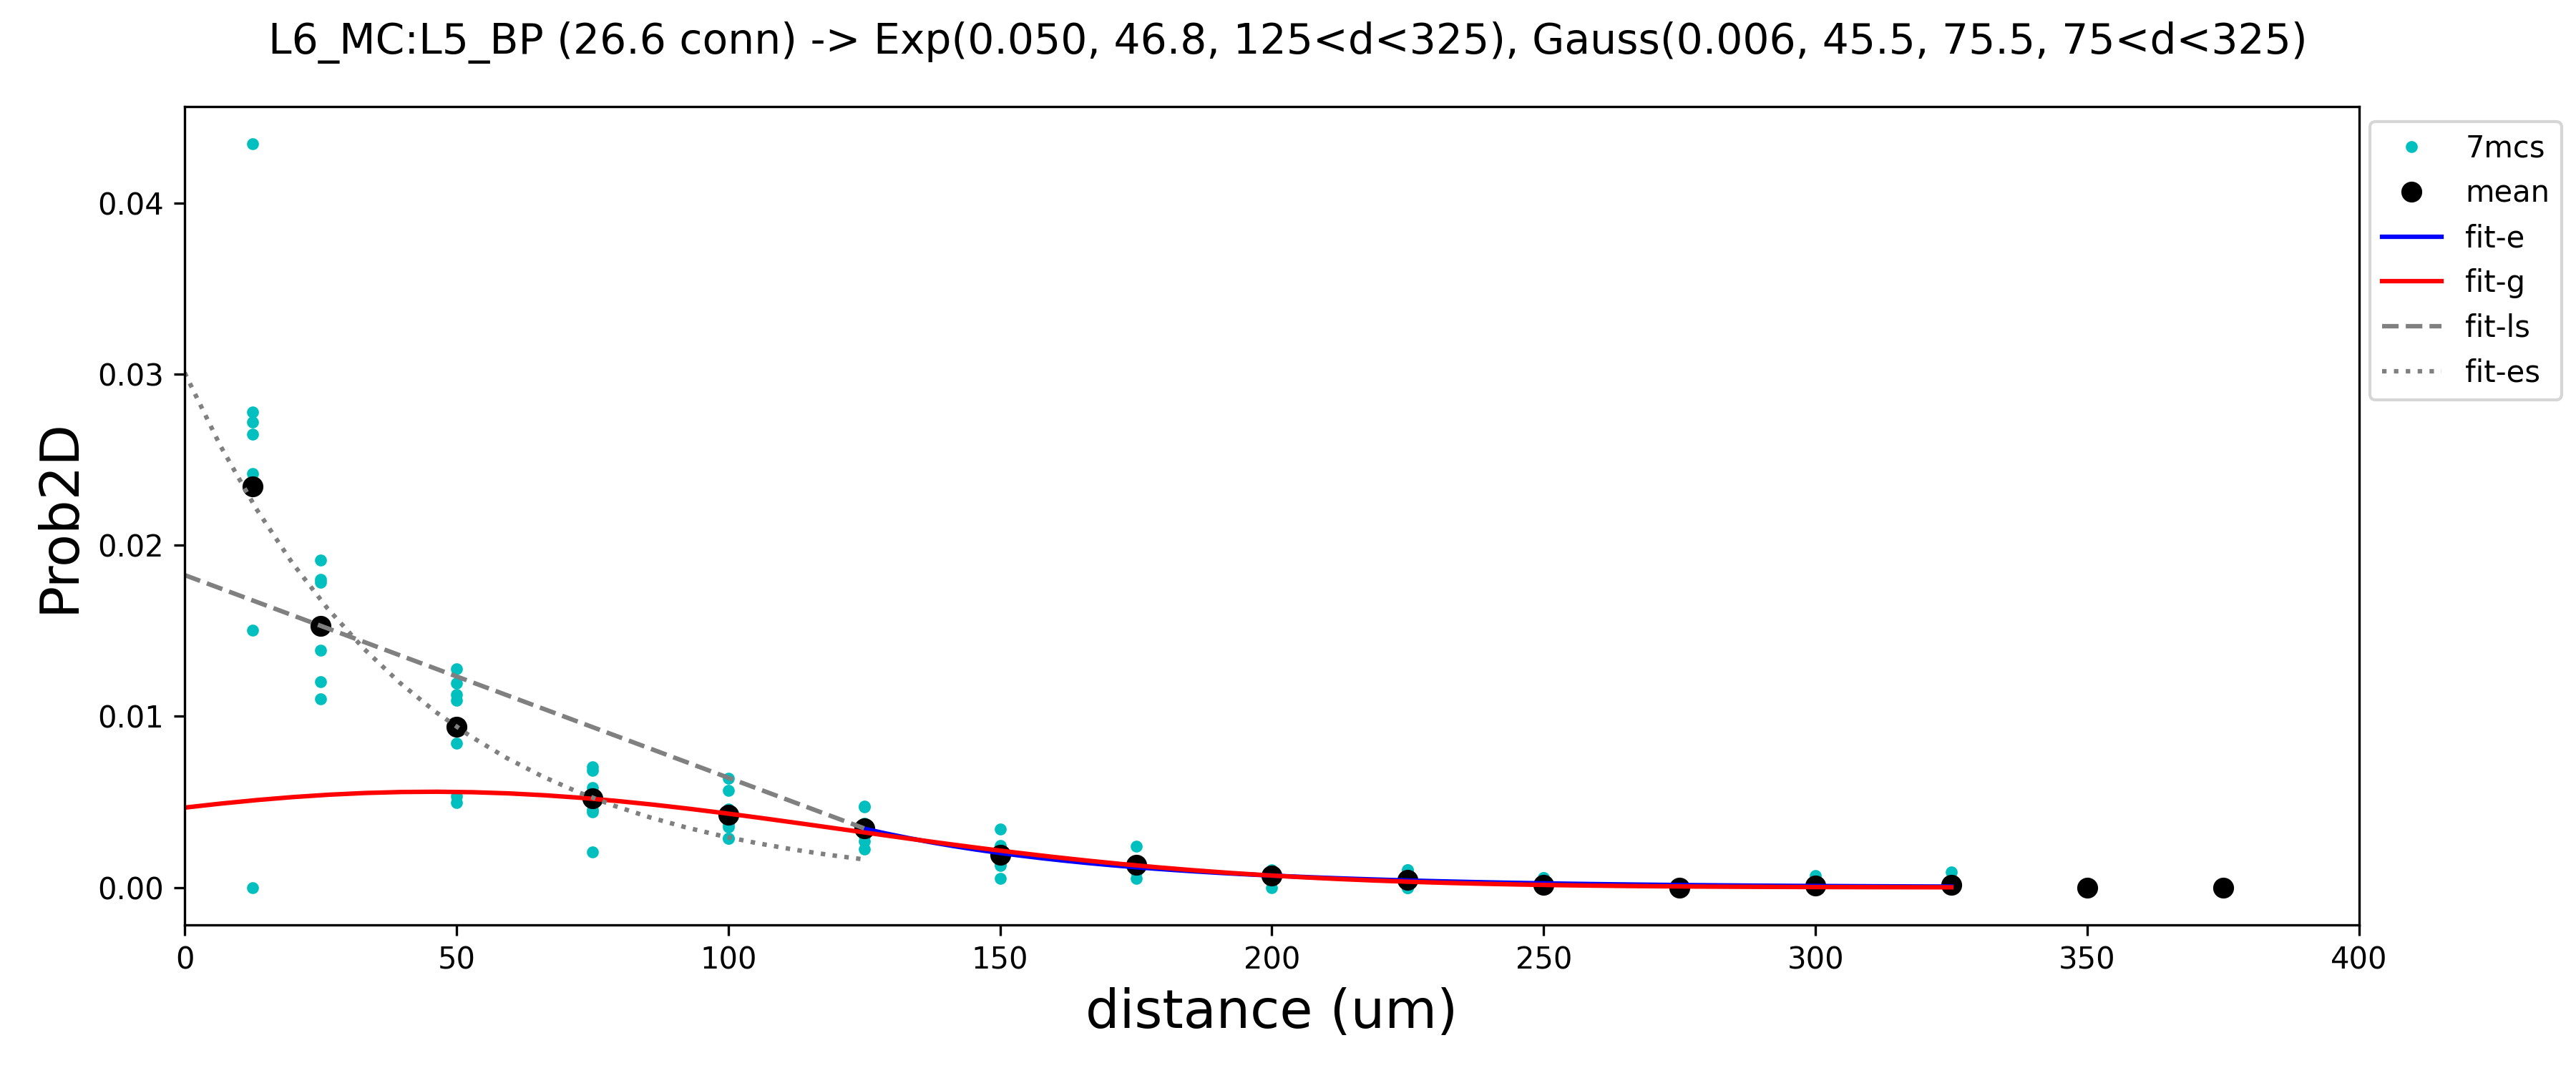 L6_MC:L5_BP (26.6 conn) -> Exp(0.050, 46.8, 125<d<325), Gauss(0.006, 45.5, 75.5, 75<d<325)
7mcs
mean
fit-e
fit-g
fit-ls
fit-es
Prob2D
0.04
0.03
0.02
0.01
0.00
0 50 100 150 200 250 300 350 400
distance (um)